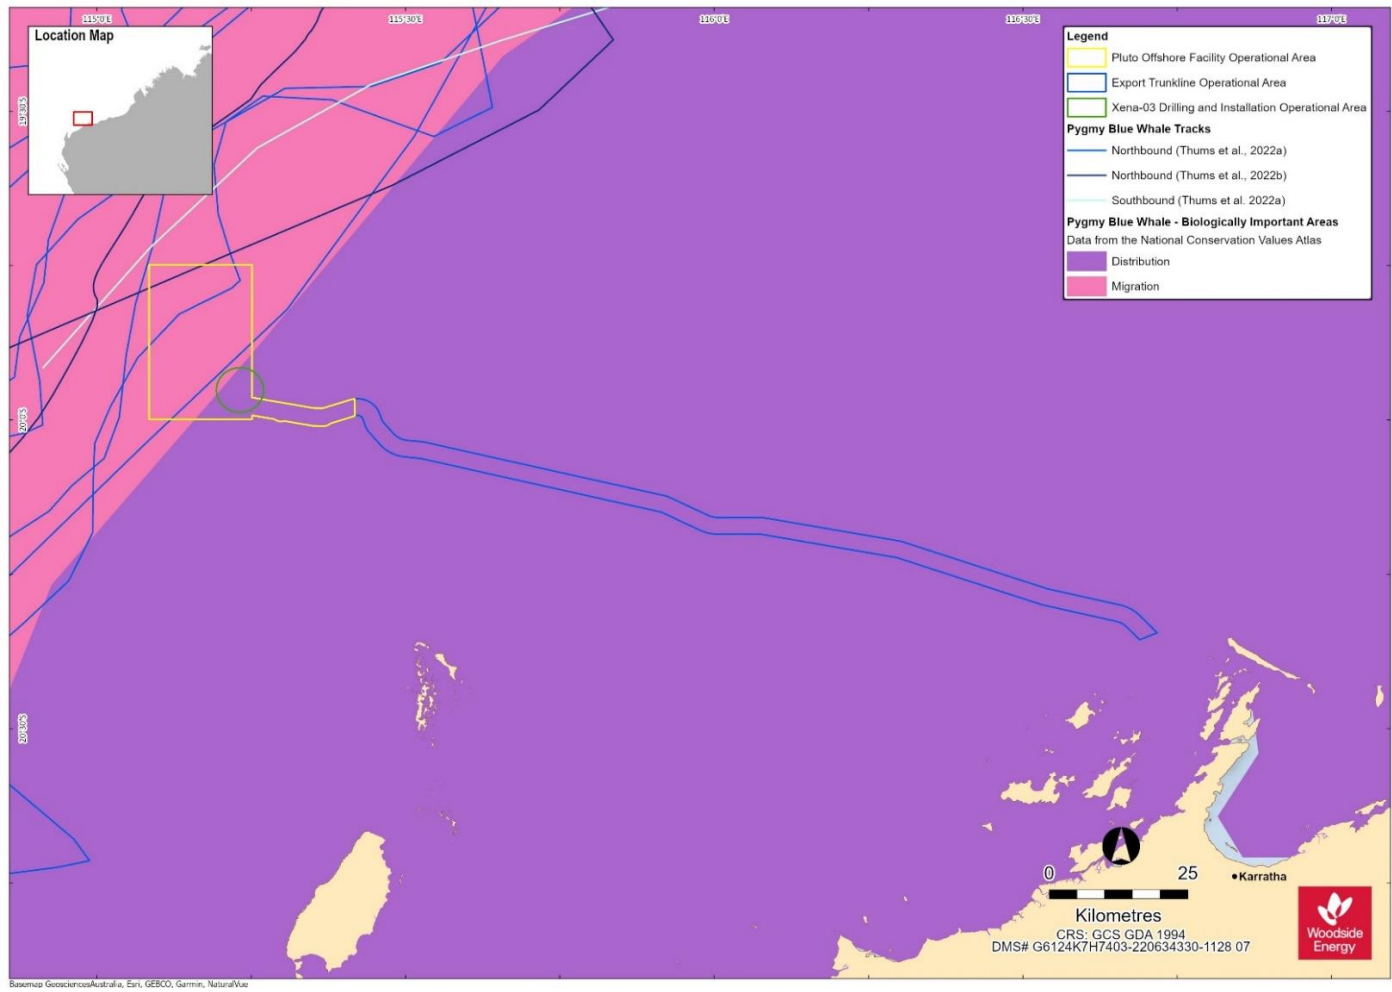 115°0'E
115°30'E
116°0'E
116°30'E
117°0'E
Location Map
19°30'S
20°0'S
20°30'S
Legend
Pluto Offshore Facility Operational Area
Export Trunkline Operational Area
Xena-03 Drilling and Installation Operational Area
Pygmy Blue Whale Tracks
Northbound (Thums et al., 2022a)
Northbound (Thums et al., 2022b)
Southbound (Thums et al. 2022a)
Pygmy Blue Whale - Biologically Important Areas
Data from the National Conservation Values Atlas
Distribution
Migration
Karratha
0 25
Kilometres
CRS: GCS GDA 1994
DMS# G6124K7H7403-220634330-1128 07
Woodside
Energy
Basemap GeosciencesAustralia, Esri, GEBCO, Garmin, NaturalVue